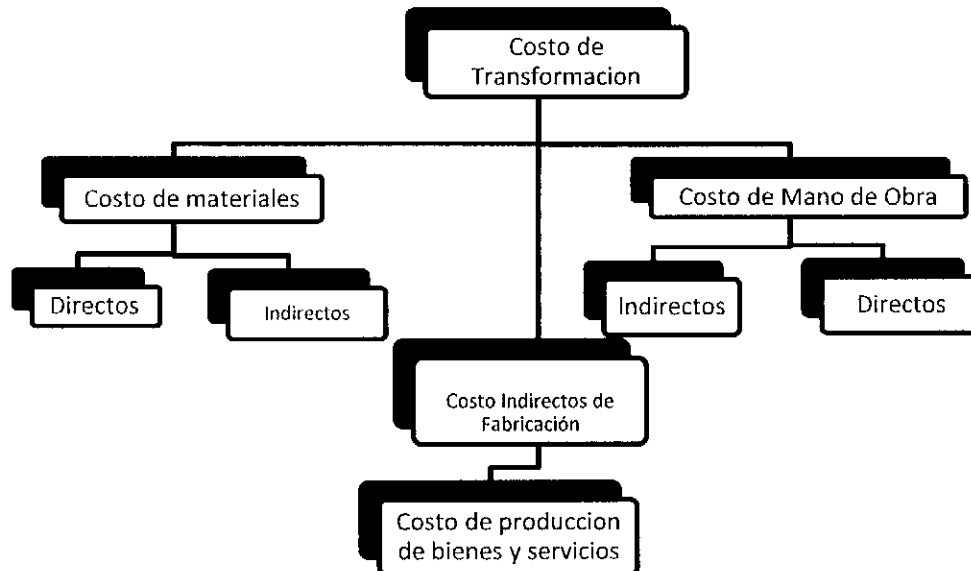 Costo de
Transformacion
Costo de materiales
Costo de Mano de Obra
Directos
Indirectos
Indirectos
Directos
Costo Indirectos de
Fabricación
Costo de produccion
de bienes y servicios